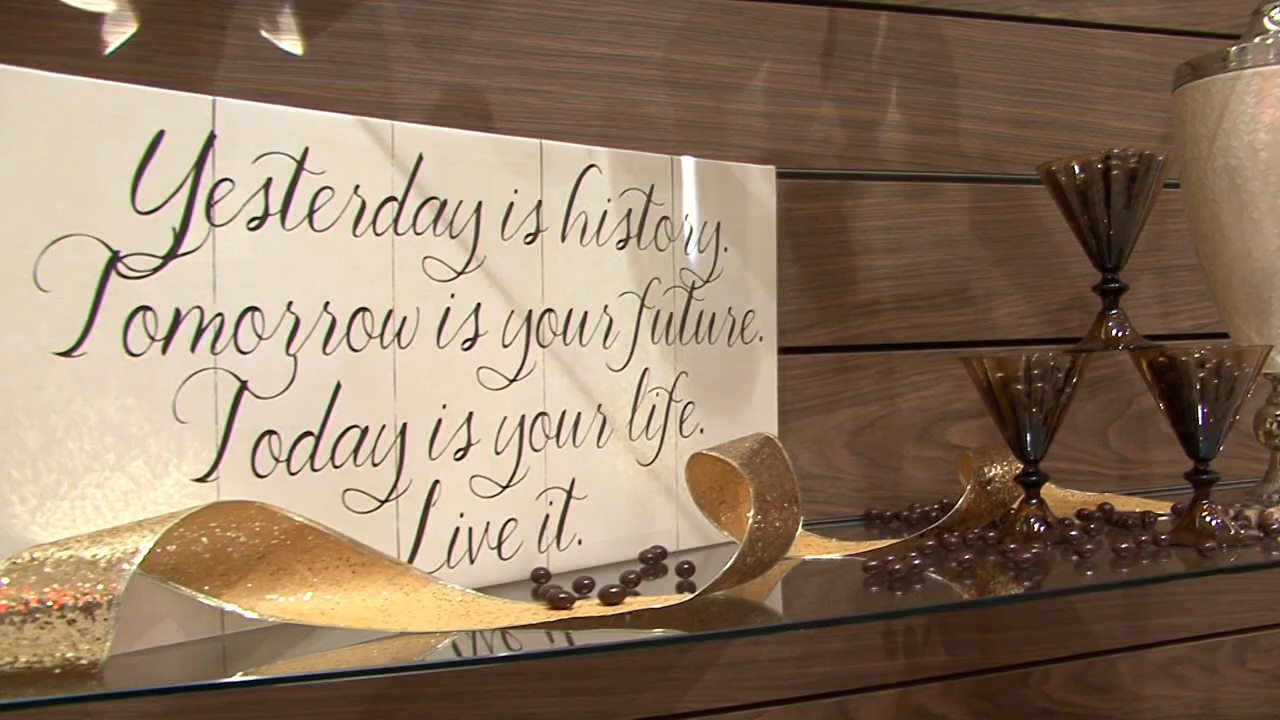 Yesterday is history.
Tomorrow is your future.
Today is your life.
Live it.